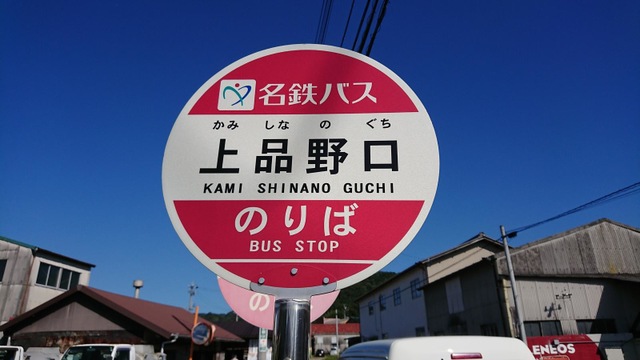 名鉄バス
かみ しな の ぐち
上品野口
KAMI SHINANO GUCHI
のりば
BUS STOP
の
ENEOS